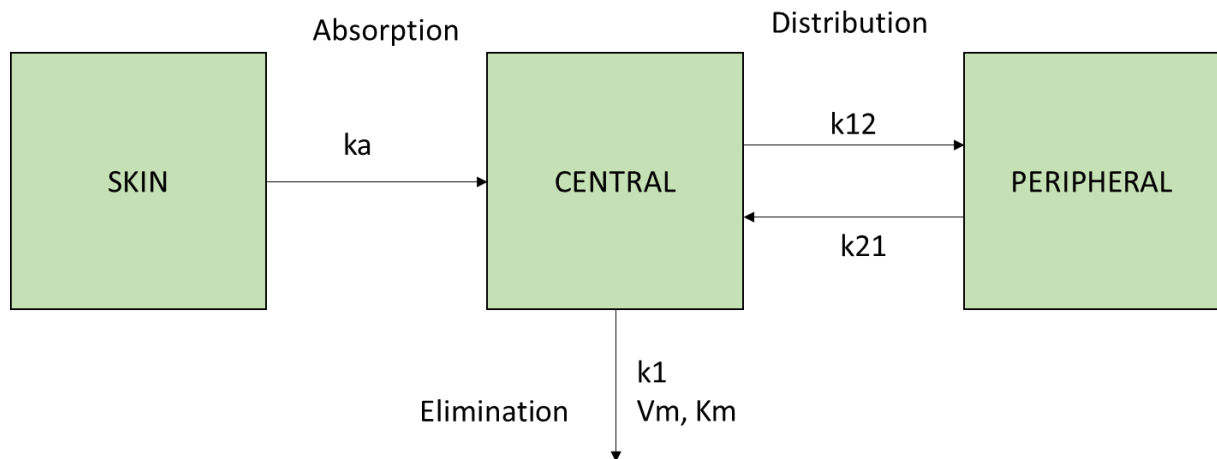 Absorption
Distribution
SKIN
ka
CENTRAL
k12
k21
PERIPHERAL
Elimination
k1
Vm, Km